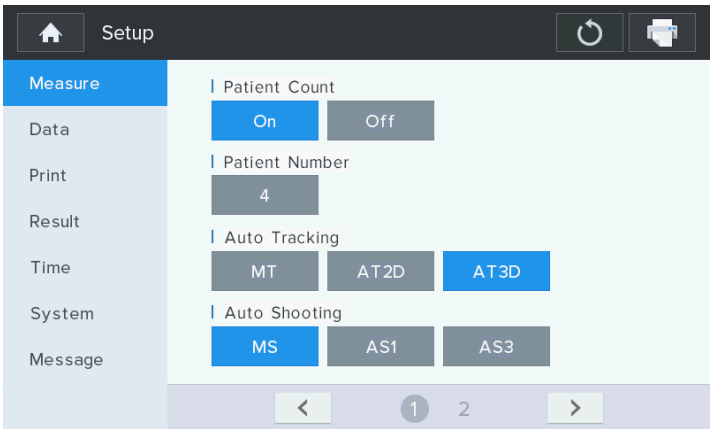 Setup
Measure
Data
Print
Result
Time
System
Message
Patient Count
On Off
Patient Number
4
Auto Tracking
MT AT2D AT3D
Auto Shooting
MS AS1 AS3
< 1 2 >